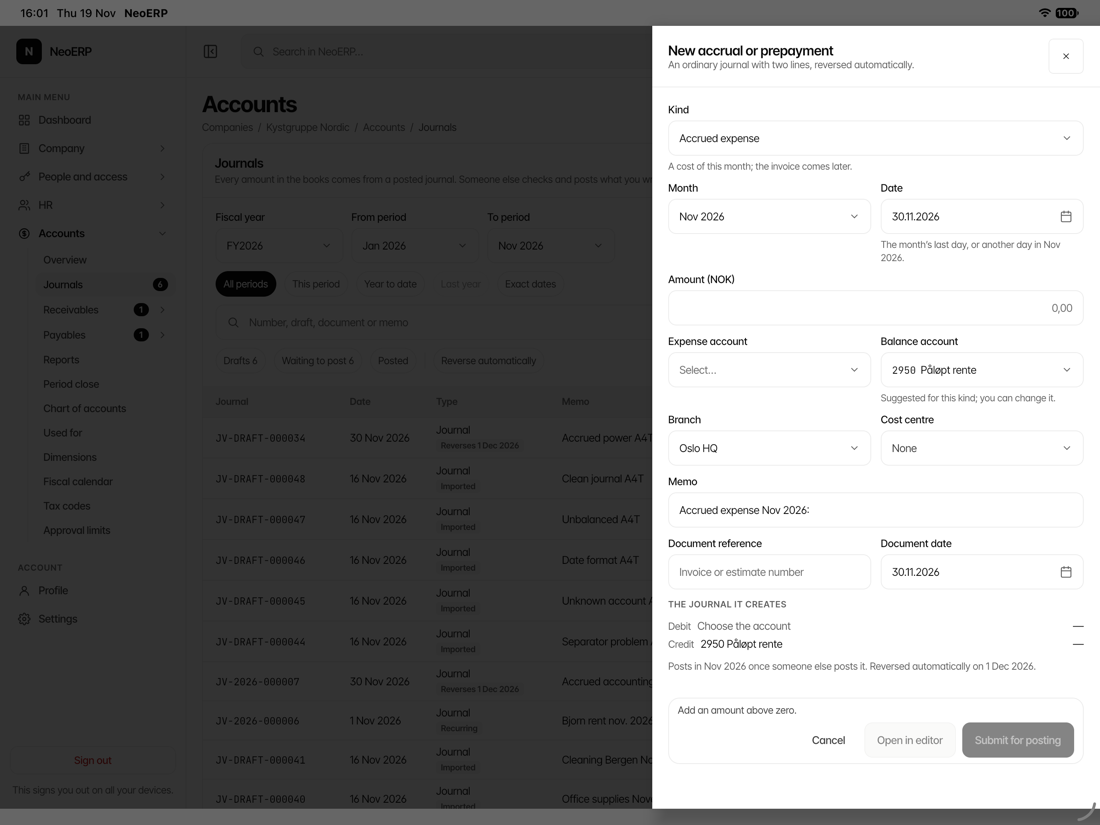 16:01 Thu 19 Nov NeoERP
100
N NeoERP
Search in NeoERP...
MAIN MENU
Dashboard
Company
People and access
HR
Accounts
Overview
Journals 6
Receivables 1
Payables 1
Reports
Period close
Chart of accounts
Used for
Dimensions
Fiscal calendar
Tax codes
Approval limits
ACCOUNT
Profile
Settings
Sign out
This signs you out on all your devices.
Accounts
Companies / Kystgruppe Nordic / Accounts / Journals
Journals
Every amount in the books comes from a posted journal. Someone else checks and posts what you
Fiscal year From period To period
FY2026 Jan 2026 Nov 2026
All periods This period Year to date Last year Exact dates
Number, draft, document or memo
Drafts 6 Waiting to post 6 Posted Reverse automatically
Journal Date Type Memo
JV-DRAFT-000034 30 Nov 2026 Journal Accrued power A4T
Reverses 1 Dec 2026
JV-DRAFT-000048 16 Nov 2026 Journal Clean journal A4T
Imported
JV-DRAFT-000047 16 Nov 2026 Journal Unbalanced A4T
Imported
JV-DRAFT-000046 16 Nov 2026 Journal Date format A4T
Imported
JV-DRAFT-000045 16 Nov 2026 Journal Unknown account
Imported
JV-DRAFT-000044 16 Nov 2026 Journal Separator problem
Imported
JV-2026-000007 30 Nov 2026 Journal Accrued accounting
Reverses 1 Dec 2026
JV-2026-000006 1 Nov 2026 Journal Bjorn rent nov. 2026
Recurring
JV-DRAFT-000041 16 Nov 2026 Journal Cleaning Bergen
Imported
JV-DRAFT-000040 16 Nov 2026 Journal Office supplies
Imported
New accrual or prepayment
An ordinary journal with two lines, reversed automatically.
Kind
Accrued expense
A cost of this month; the invoice comes later.
Month Date
Nov 2026 30.11.2026
The month's last day, or another day in Nov
2026.
Amount (NOK)
0,00
Expense account Balance account
Select... 2950 Påløpt rente
Suggested for this kind; you can change it.
Branch Cost centre
Oslo HQ None
Memo
Accrued expense Nov 2026:
Document reference Document date
Invoice or estimate number 30.11.2026
THE JOURNAL IT CREATES
Debit Choose the account —
Credit 2950 Påløpt rente —
Posts in Nov 2026 once someone else posts it. Reversed automatically on 1 Dec 2026.
Add an amount above zero.
Cancel Open in editor Submit for posting